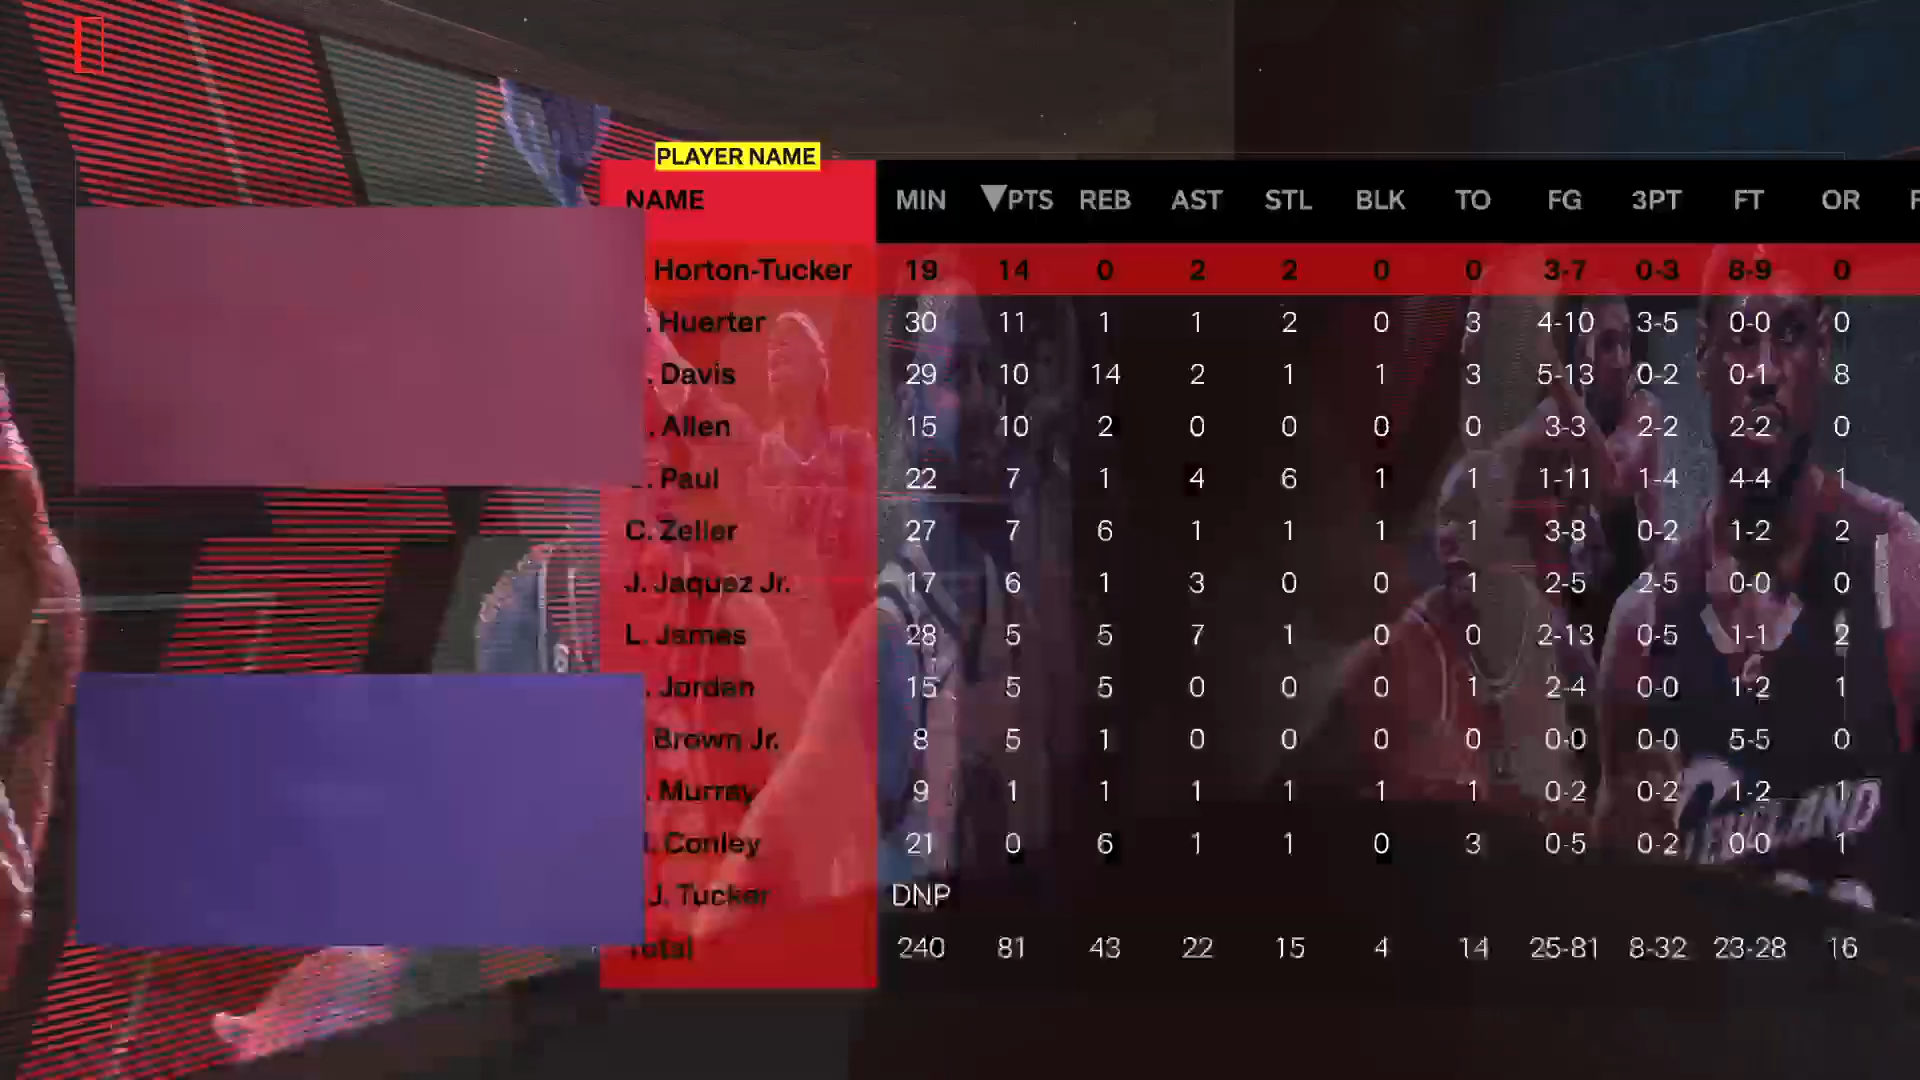 PLAYER NAME
NAME MIN ▼PTS REB AST STL BLK TO FG 3PT FT OR
Horton-Tucker 19 14 0 2 2 0 0 3-7 0-3 8-9 0
. Huerter 30 11 1 1 2 0 3 4-10 3-5 0-0 0
. Davis 29 10 14 2 1 1 3 5-13 0-2 0-1 8
. Allen 15 10 2 0 0 0 0 3-3 2-2 2-2 0
. Paul 22 7 1 4 6 1 1 1-11 1-4 4-4 1
C. Zeller 27 7 6 1 1 1 1 3-8 0-2 1-2 2
J. Jaquez Jr. 17 6 1 3 0 0 1 2-5 2-5 0-0 0
L. James 28 5 5 7 1 0 0 2-13 0-5 1-1 2
. Jordan 15 5 5 0 0 0 1 2-4 0-0 1-2 1
Brown Jr. 8 5 1 0 0 0 0 0-0 0-0 5-5 0
. Murray 9 1 1 1 1 1 1 0-2 0-2 1-2 1
. Conley 21 0 6 1 1 0 3 0-5 0-2 0-0 1
J. Tucker DNP
Total 240 81 43 22 15 4 14 25-81 8-32 23-28 16
CLEVELAND